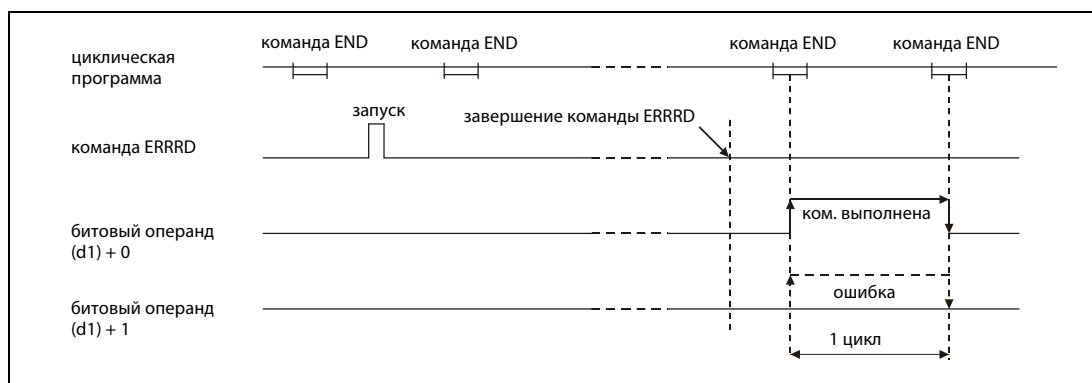 команда END
команда END
команда END
команда END
циклическая
программа
запуск
завершение команды ERRRD
команда ERRRD
ком. выполнена
битовый операнд
(d1) + 0
ошибка
битовый операнд
(d1) + 1
1 цикл